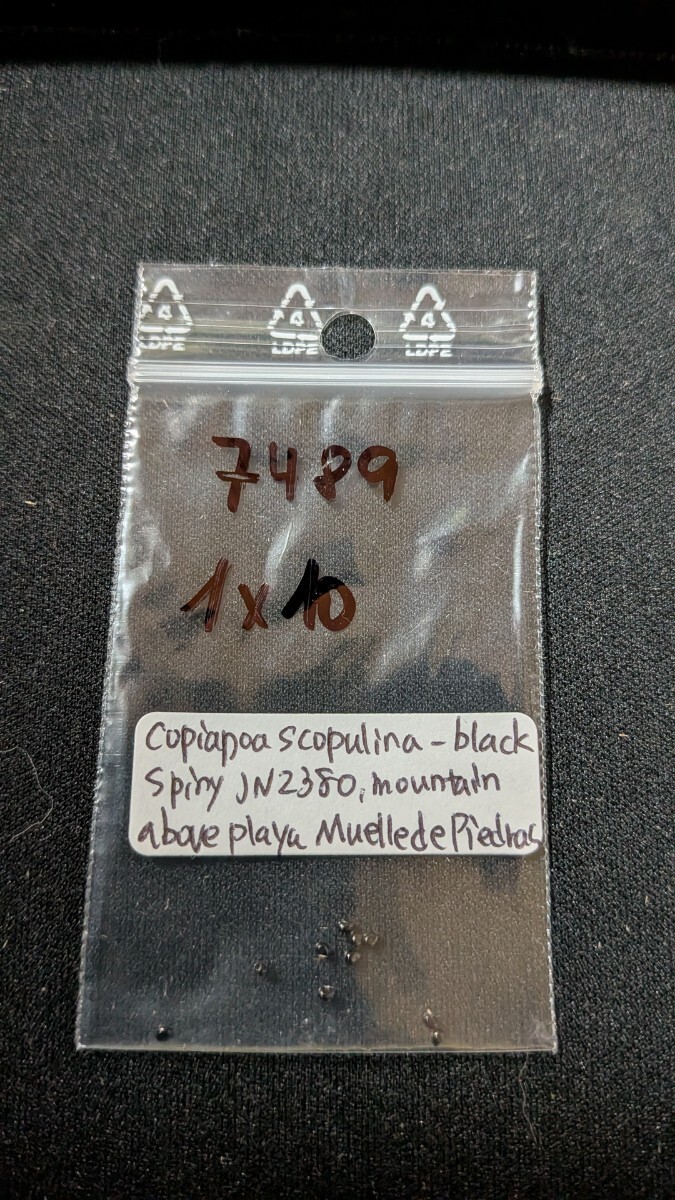 4 4 4
LDPE LDPE LDPE
7489
1x10
Copiapoa scopulina - black
Spiny JN2380, mountain
above playa Muelle de Piedras